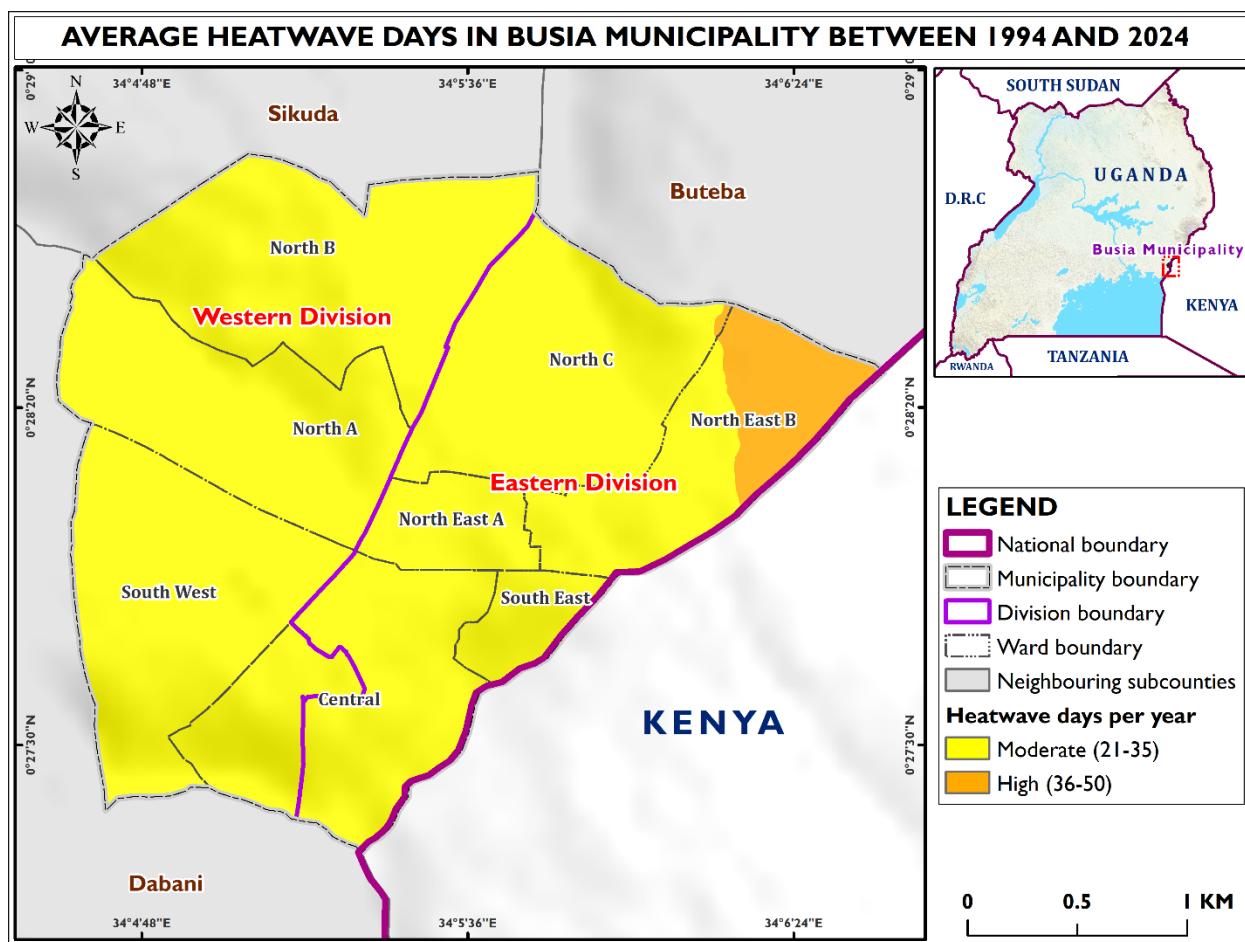 AVERAGE HEATWAVE DAYS IN BUSIA MUNICIPALITY BETWEEN 1994 AND 2024
34°4'48"E
34°5'36"E
34°6'24"E
0°29'
0°29'
N
W
E
S
Sikuda
Buteba
North B
Western Division
North C
North A
0°28'20"N
0°28'20"N
North East B
Eastern Division
North East A
South West
South East
Central
KENYA
0°27'30"N
0°27'30"N
Dabani
34°4'48"E
34°5'36"E
34°6'24"E
SOUTH SUDAN
UGANDA
D.R.C
Busia Municipality
KENYA
TANZANIA
RWANDA
LEGEND
National boundary
Municipality boundary
Division boundary
Ward boundary
Neighbouring subcounties
Heatwave days per year
Moderate (21-35)
High (36-50)
0
0.5
1 KM